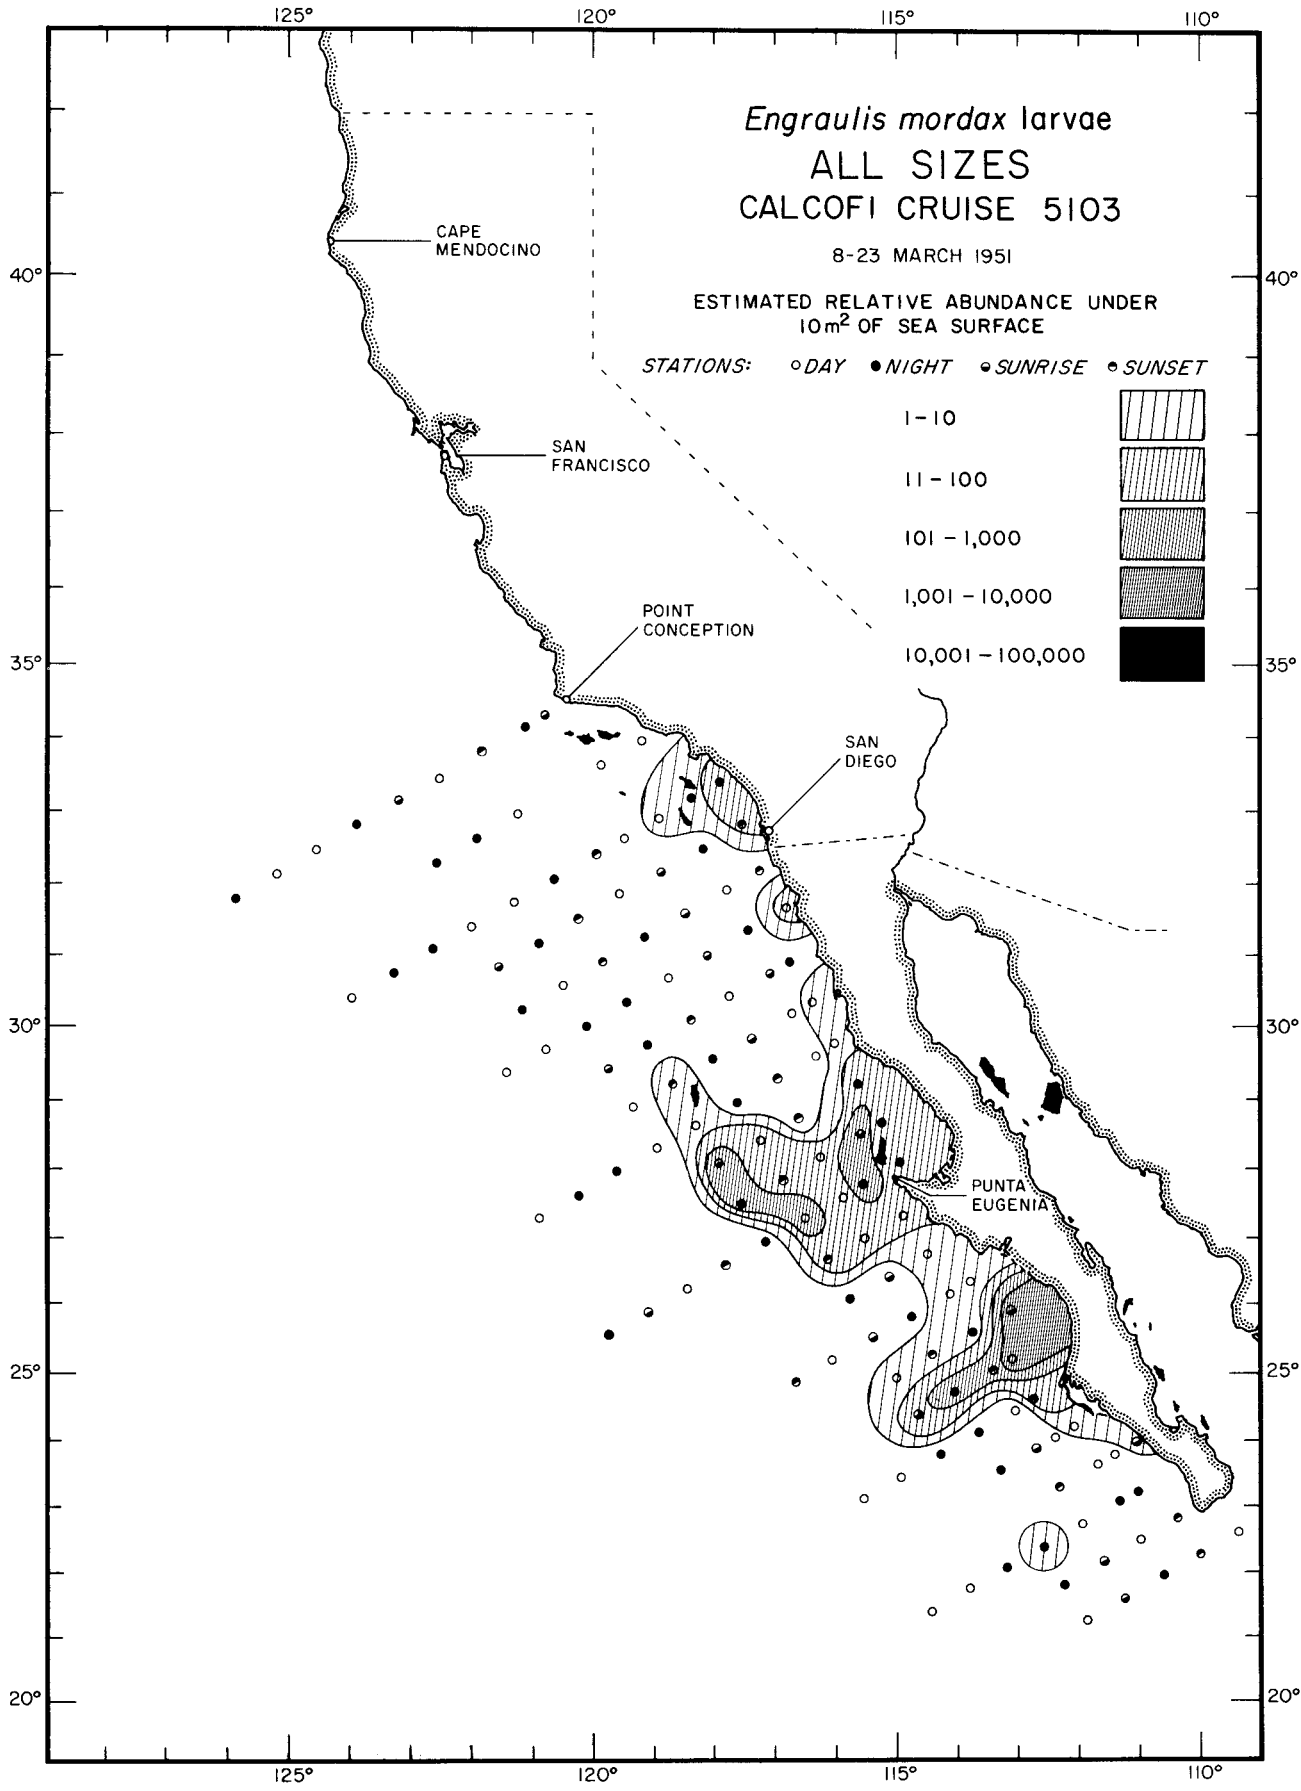 125° 120° 115° 110°
Engraulis mordax larvae
ALL SIZES
CALCOFI CRUISE 5103
8-23 MARCH 1951
ESTIMATED RELATIVE ABUNDANCE UNDER
10m² OF SEA SURFACE
STATIONS: DAY NIGHT SUNRISE SUNSET
1-10
11-100
101-1,000
1,001-10,000
10,001-100,000
CAPE
MENDOCINO
40° 40°
SAN
FRANCISCO
POINT
CONCEPTION
35° 35°
SAN
DIEGO
30° 30°
PUNTA
EUGENIA
25° 25°
20° 20°
125° 120° 115° 110°